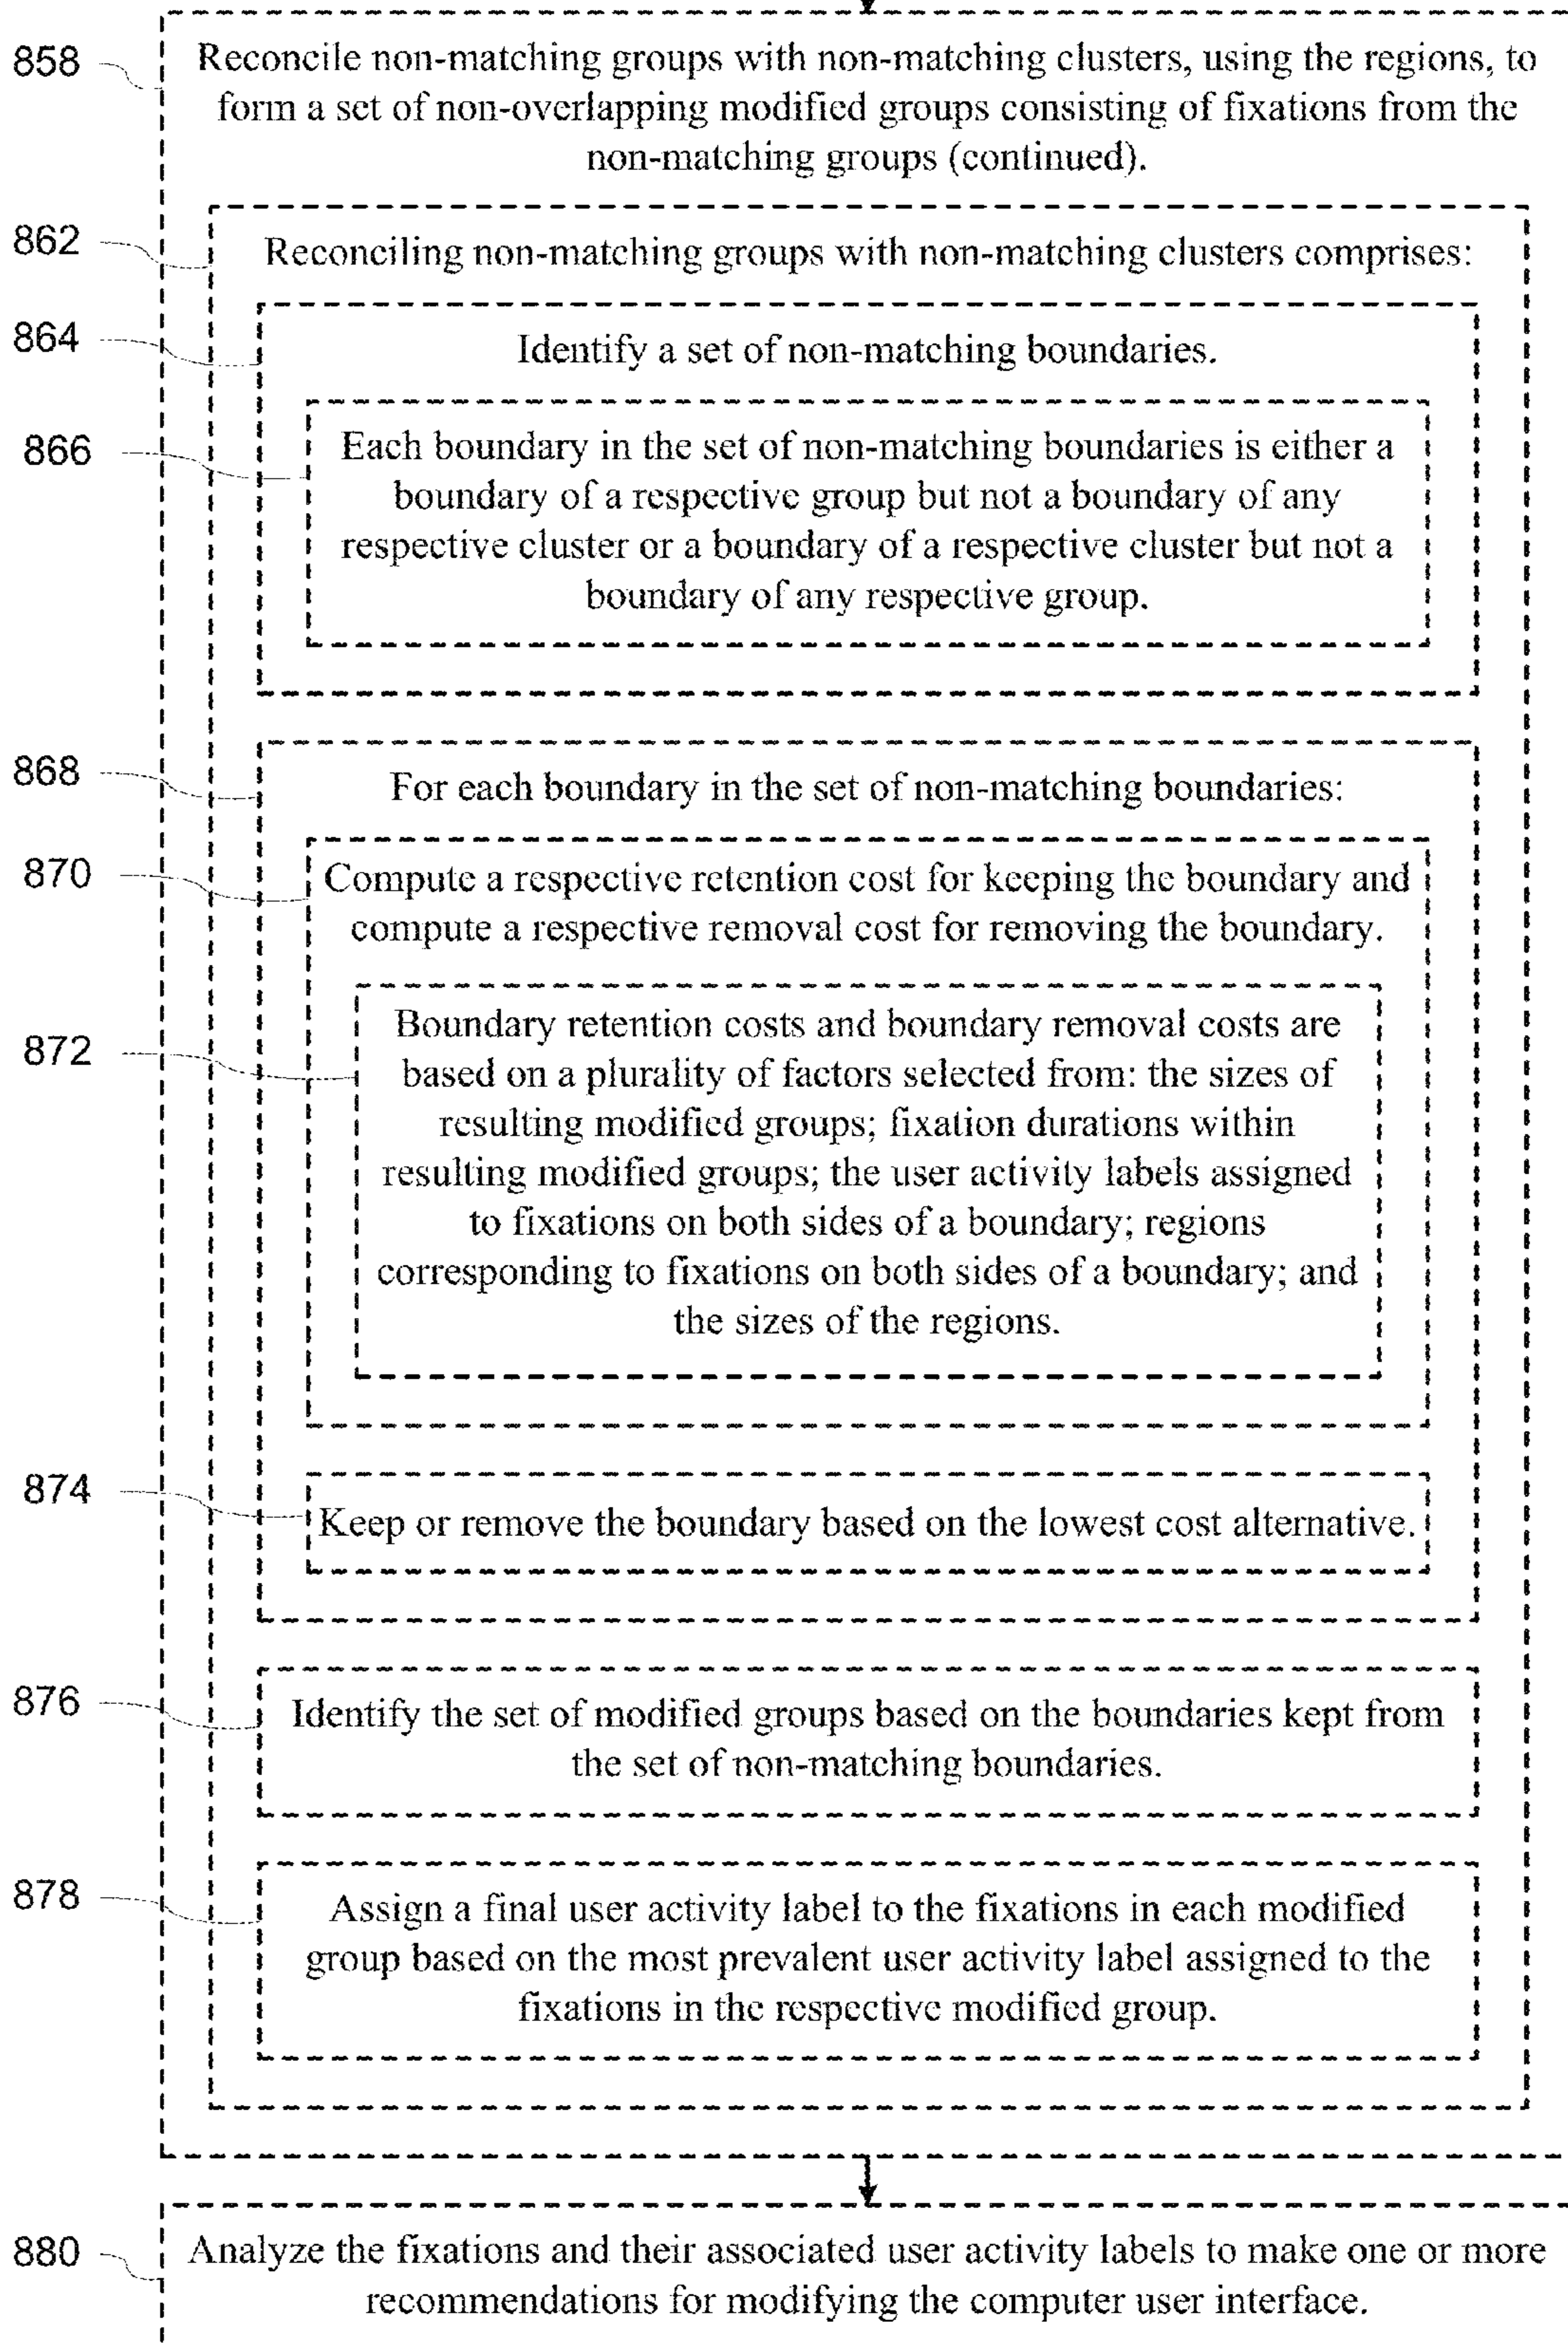 858
Reconcile non-matching groups with non-matching clusters, using the regions, to
form a set of non-overlapping modified groups consisting of fixations from the
non-matching groups (continued).
862
Reconciling non-matching groups with non-matching clusters comprises:
864
Identify a set of non-matching boundaries.
866
Each boundary in the set of non-matching boundaries is either a
boundary of a respective group but not a boundary of any
respective cluster or a boundary of a respective cluster but not a
boundary of any respective group.
868
For each boundary in the set of non-matching boundaries:
870
Compute a respective retention cost for keeping the boundary and
compute a respective removal cost for removing the boundary.
872
Boundary retention costs and boundary removal costs are
based on a plurality of factors selected from: the sizes of
resulting modified groups; fixation durations within
resulting modified groups; the user activity labels assigned
to fixations on both sides of a boundary; regions
corresponding to fixations on both sides of a boundary; and
the sizes of the regions.
874
Keep or remove the boundary based on the lowest cost alternative.
876
Identify the set of modified groups based on the boundaries kept from
the set of non-matching boundaries.
878
Assign a final user activity label to the fixations in each modified
group based on the most prevalent user activity label assigned to the
fixations in the respective modified group.
880
Analyze the fixations and their associated user activity labels to make one or more
recommendations for modifying the computer user interface.